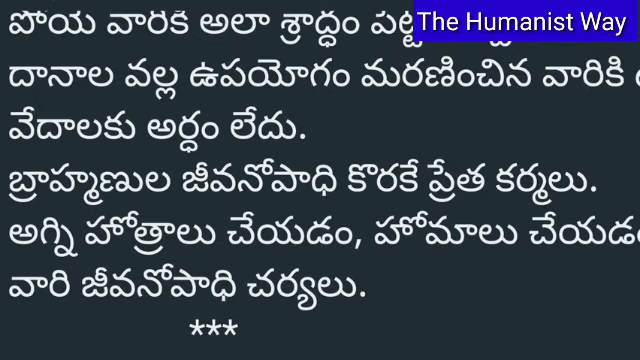 The Humanist Way
పోయే వారికి అలా శ్రాద్ధం
దానాల వల్ల ఉపయోగం మరణించిన వారికి
వేదాలకు అర్ధం లేదు.
బ్రాహ్మణుల జీవనోపాధి కొరకే ప్రేత కర్మలు.
అగ్ని హోత్రాలు చేయడం, హోమాలు
వారి జీవనోపాధి చర్యలు.
***